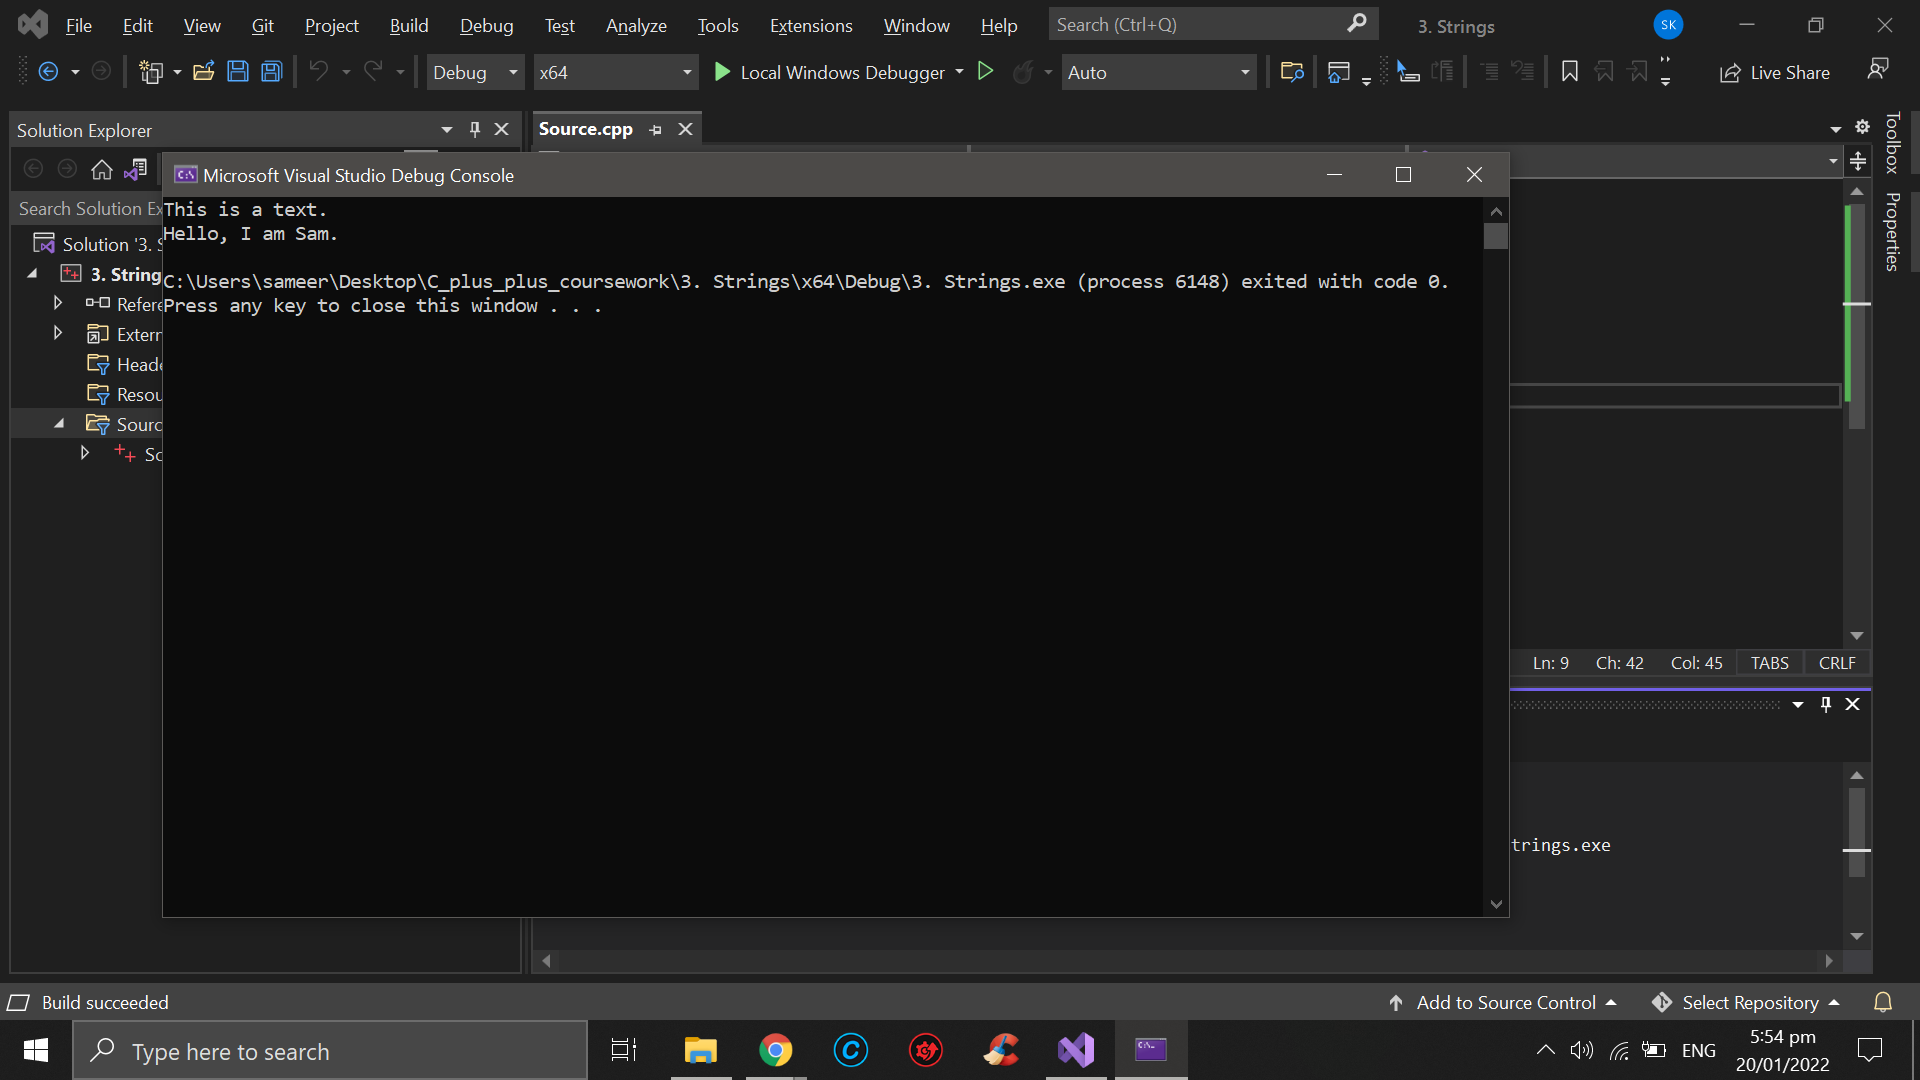 File Edit View Git Project Build Debug Test Analyze Tools Extensions Window Help Search (Ctrl+Q) 3. Strings SK
Debug x64 Local Windows Debugger Auto Live Share
Solution Explorer
Source.cpp
Toolbox
Properties
Microsoft Visual Studio Debug Console
Search Solution Ex
This is a text.
Hello, I am Sam.
Solution '3. S
3. String
C:\Users\sameer\Desktop\C_plus_plus_coursework\3. Strings\x64\Debug\3. Strings.exe (process 6148) exited with code 0.
Press any key to close this window . . .
Refere
Extern
Heade
Resou
Sourc
So
Ln: 9 Ch: 42 Col: 45 TABS CRLF
trings.exe
Build succeeded Add to Source Control Select Repository
Type here to search
ENG
5:54 pm
20/01/2022